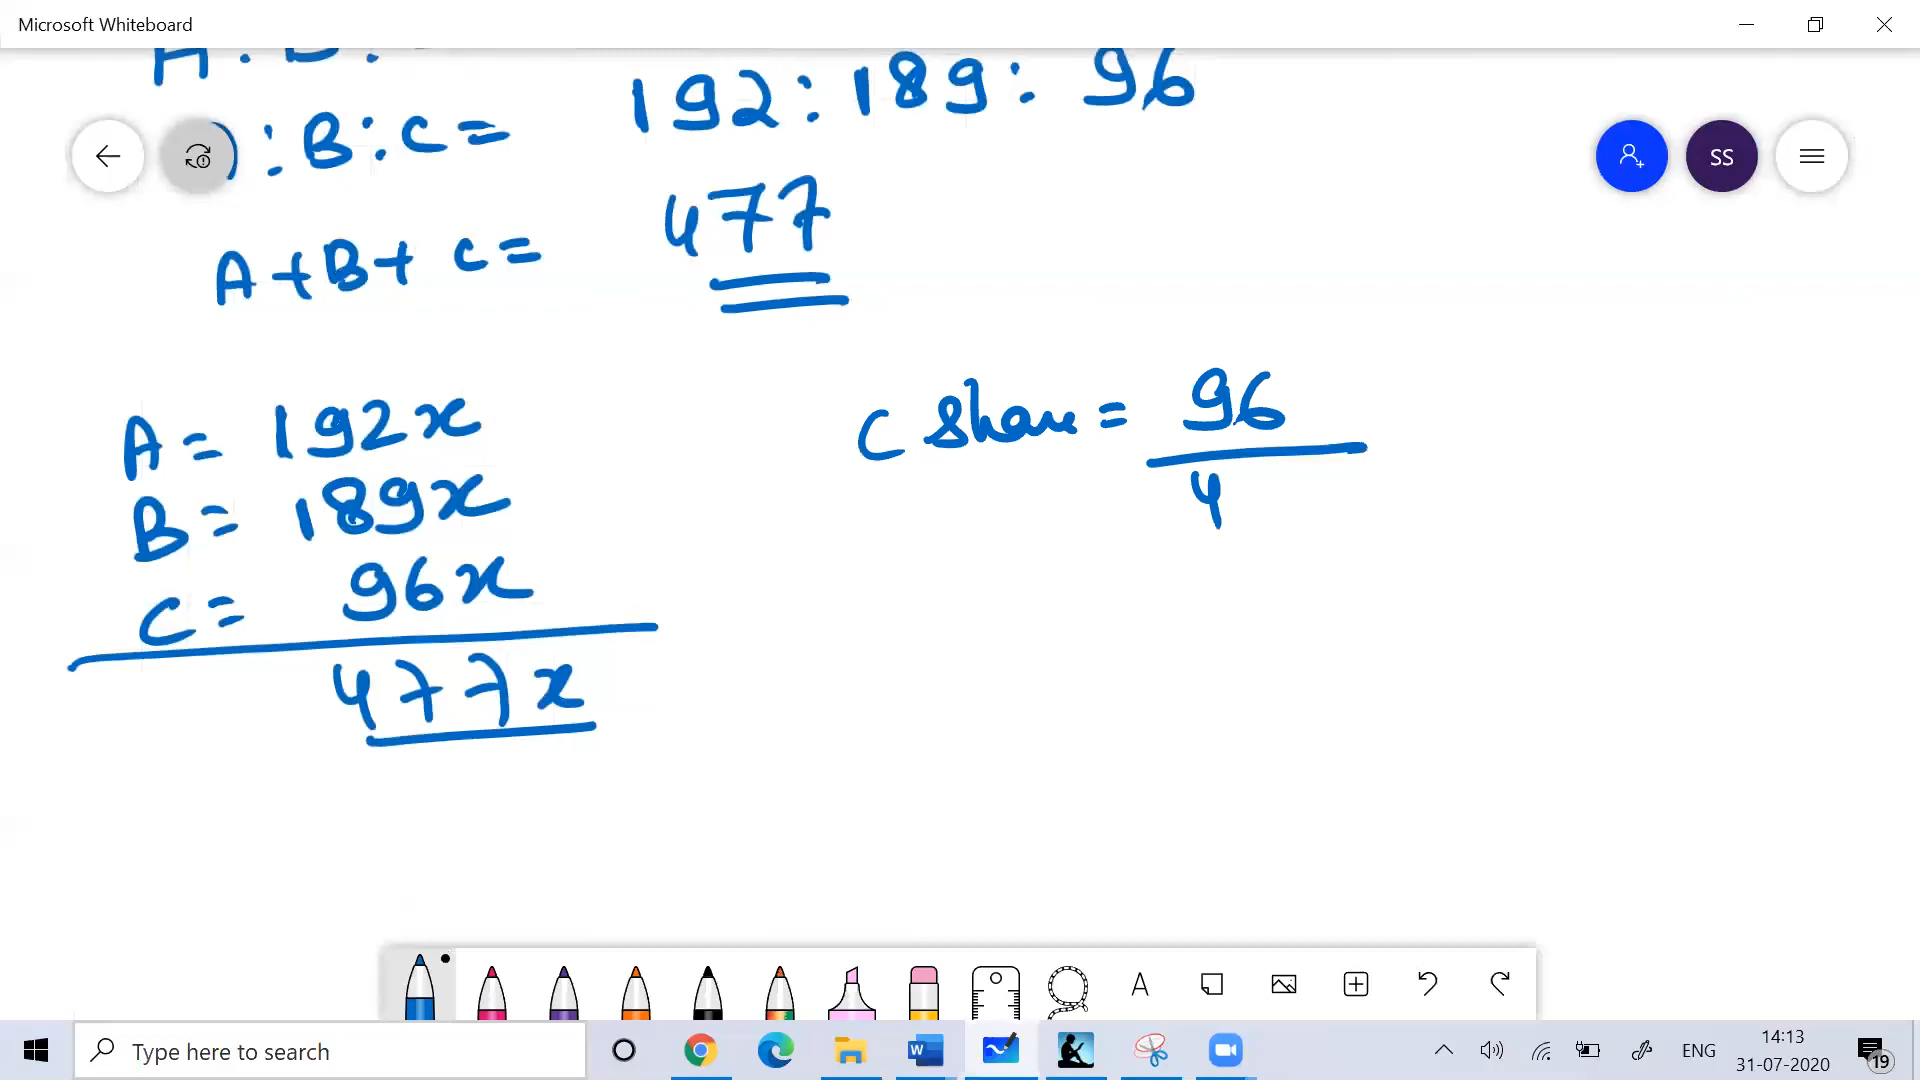 Microsoft Whiteboard
192 : 189 : 96
: B : C =
SS
A + B + C = 477
A = 192x
B = 189x
C = 96x
477x
C Share = 96
4
A
Type here to search
ENG
14:13
31-07-2020
19